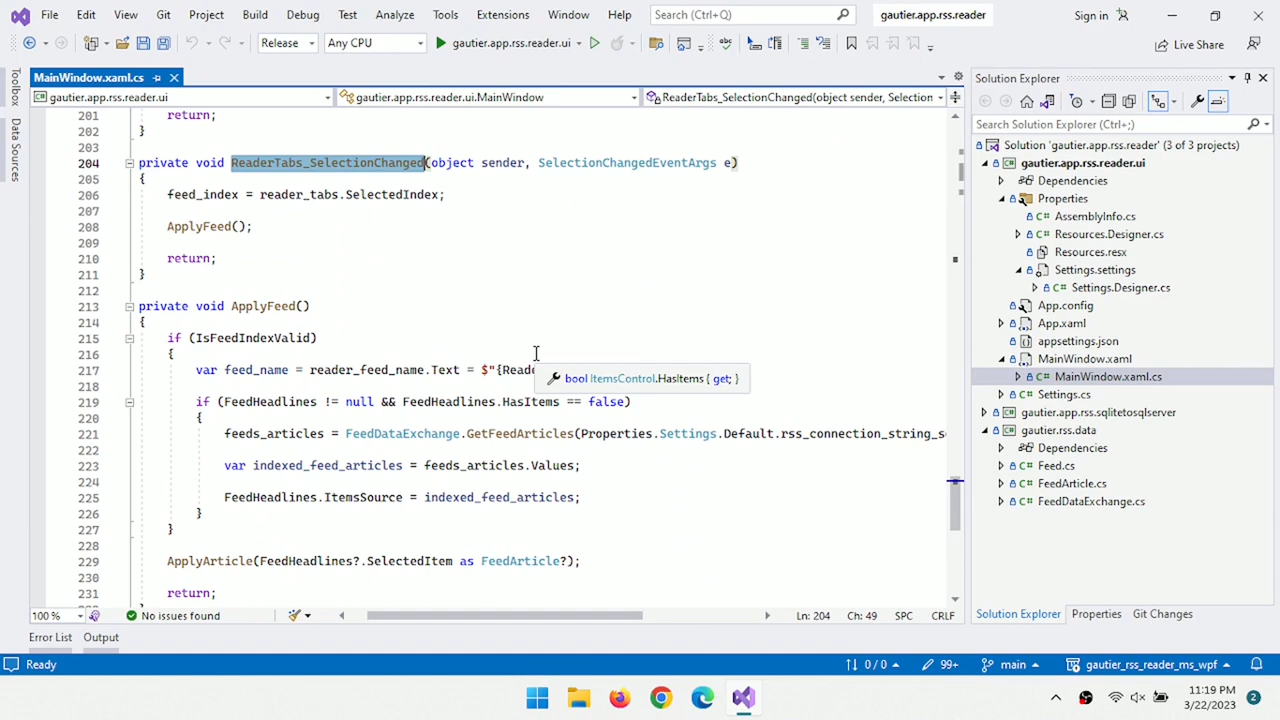 File Edit View Git Project Build Debug Test Analyze Tools Extensions Window Help Search (Ctrl+Q) gautier.app.rss.reader Sign in
Release Any CPU gautier.app.rss.reader.ui Live Share
Toolbox
Data Sources
MainWindow.xaml.cs
gautier.app.rss.reader.ui gautier.app.rss.reader.ui.MainWindow ReaderTabs_SelectionChanged(object sender, Selection
201 return;
202 }
203
204 private void ReaderTabs_SelectionChanged(object sender, SelectionChangedEventArgs e)
205 {
206 feed_index = reader_tabs.SelectedIndex;
207
208 ApplyFeed();
209
210 return;
211 }
212
213 private void ApplyFeed()
214 {
215 if (IsFeedIndexValid)
216 {
217 var feed_name = reader_feed_name.Text = $"{Read
bool ItemsControl.HasItems { get; }
218
219 if (FeedHeadlines != null && FeedHeadlines.HasItems == false)
220 {
221 feeds_articles = FeedDataExchange.GetFeedArticles(Properties.Settings.Default.rss_connection_string_s
222
223 var indexed_feed_articles = feeds_articles.Values;
224
225 FeedHeadlines.ItemsSource = indexed_feed_articles;
226 }
227 }
228
229 ApplyArticle(FeedHeadlines?.SelectedItem as FeedArticle?);
230
231 return;
100 % No issues found Ln: 204 Ch: 49 SPC CRLF
Error List Output
Solution Explorer
Search Solution Explorer (Ctrl+;)
Solution 'gautier.app.rss.reader' (3 of 3 projects)
gautier.app.rss.reader.ui
Dependencies
Properties
AssemblyInfo.cs
Resources.Designer.cs
Resources.resx
Settings.settings
Settings.Designer.cs
App.config
App.xaml
appsettings.json
MainWindow.xaml
MainWindow.xaml.cs
Settings.cs
gautier.app.rss.sqlitetosqlserver
gautier.rss.data
Dependencies
Feed.cs
FeedArticle.cs
FeedDataExchange.cs
Solution Explorer Properties Git Changes
Ready 0 / 0 99+ main gautier_rss_reader_ms_wpf
11:19 PM
3/22/2023
2